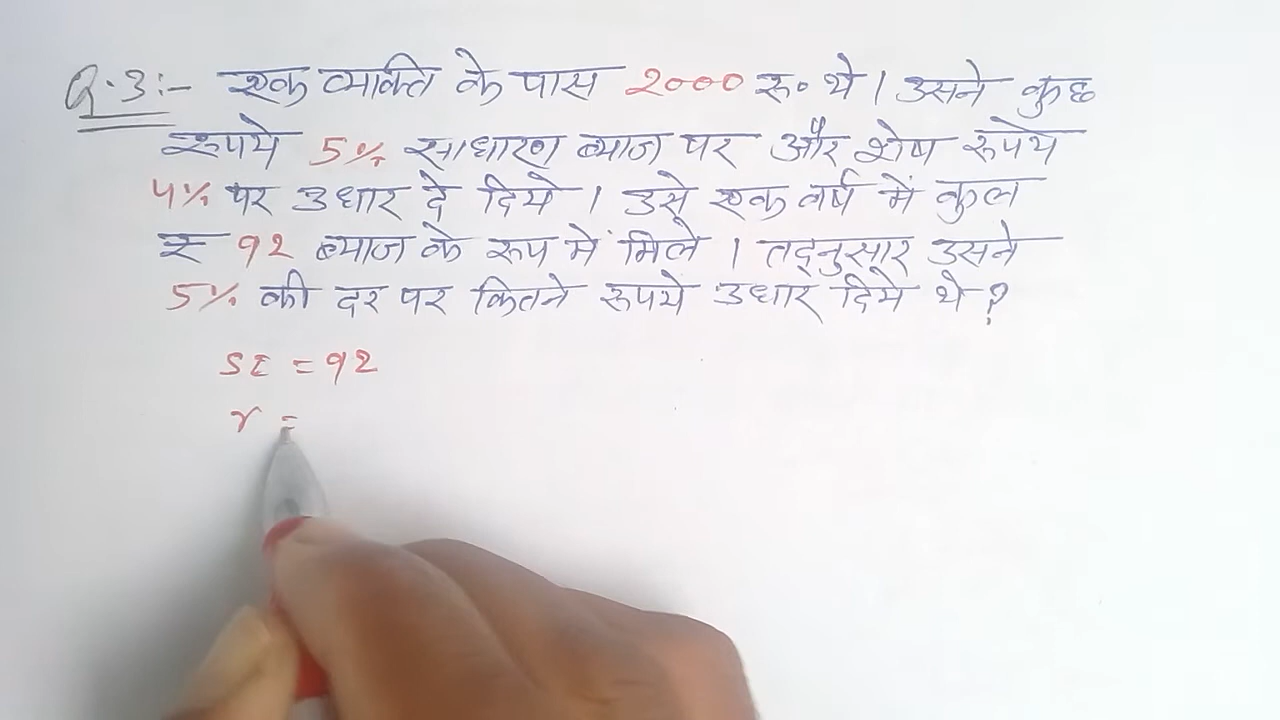 Q.3:- एक व्यक्ति के पास 2000 रु० थे। उसने कुछ
रूपये 5% साधारण ब्याज पर और शेष रूपये
4% पर उधार दे दिये। उसे एक वर्ष में कुल
₹ 92 ब्याज के रूप में मिले। तद्नुसार उसने
5% की दर पर कितने रूपये उधार दिये थे?
SI = 92
r =